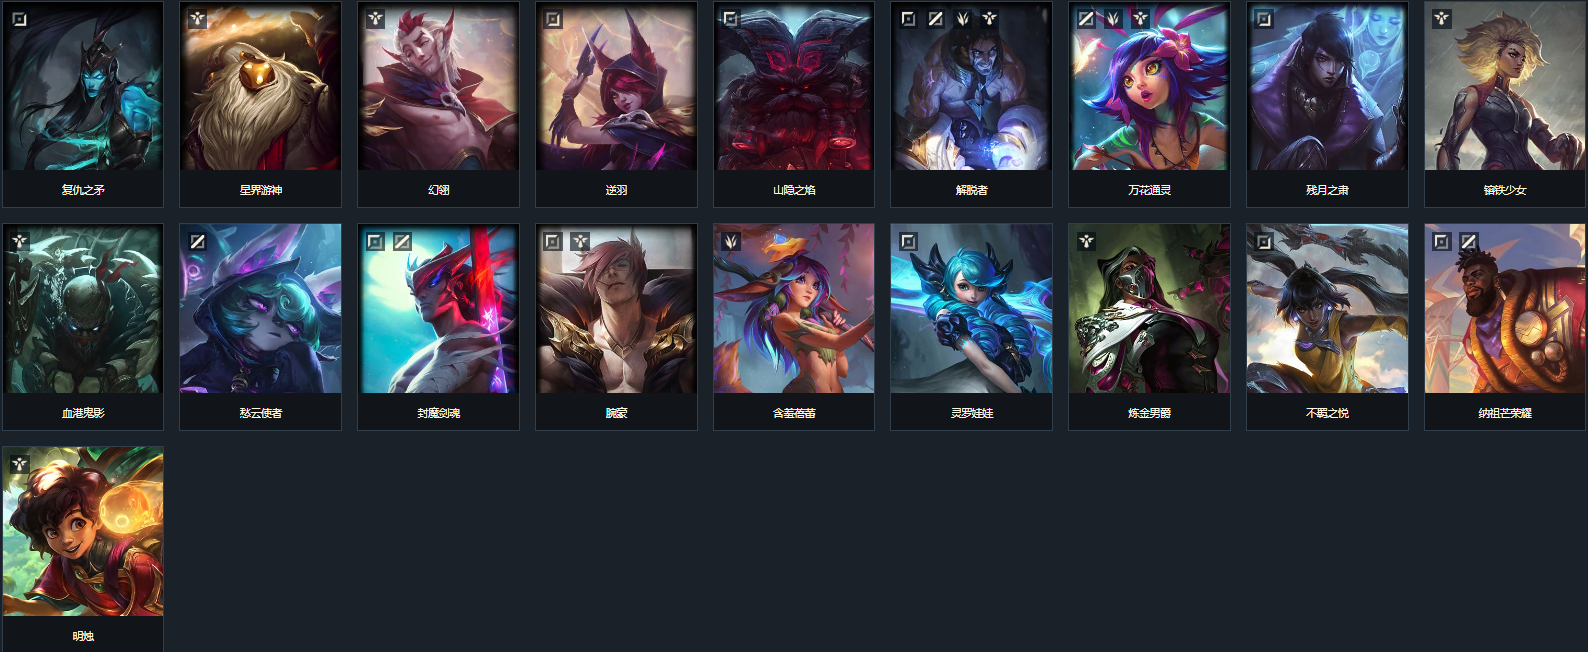 复仇之矛
星界游神
幻翎
逆羽
山隐之焰
解脱者
万花通灵
残月之肃
镕铁少女
血港鬼影
愁云使者
封魔剑魂
腕豪
含羞蓓蕾
灵罗娃娃
炼金男爵
不羁之悦
纳祖芒荣耀
明烛